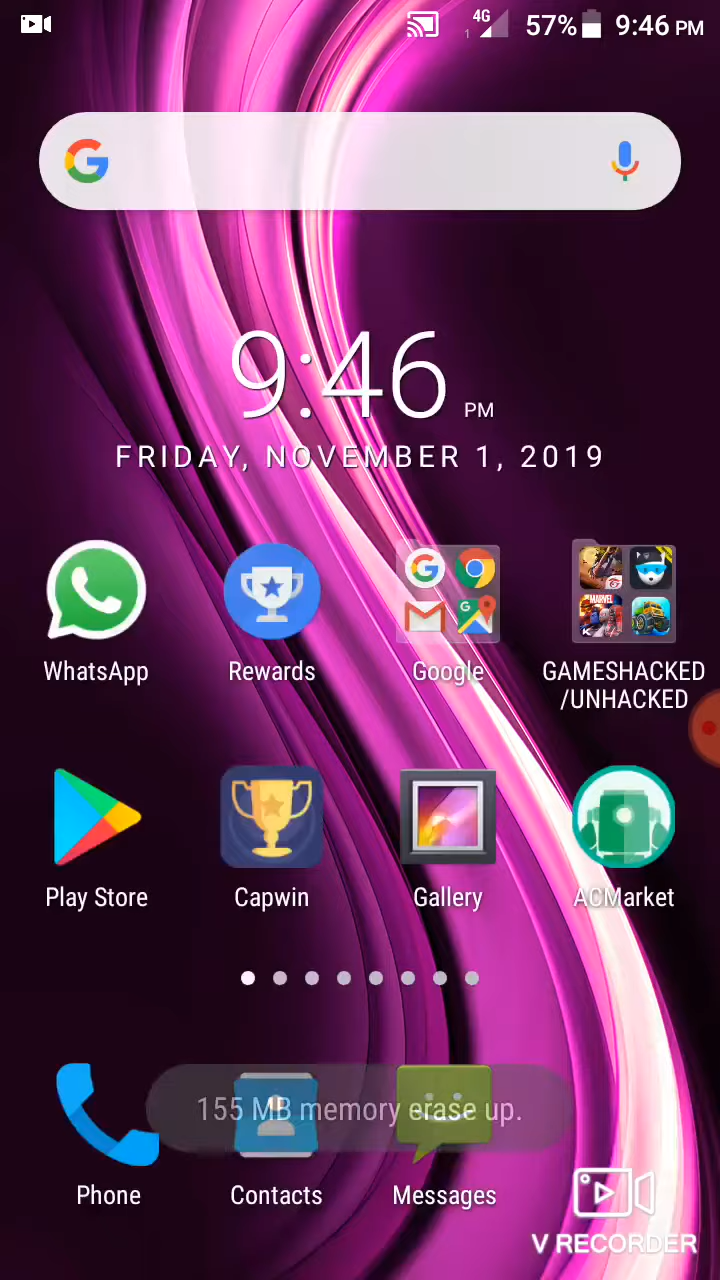 4G
1
57%
9:46 PM
9:46 PM
FRIDAY, NOVEMBER 1, 2019
WhatsApp
Rewards
Google
GAMESHACKED
/UNHACKED
Play Store
Capwin
Gallery
ACMarket
155 MB memory erase up.
Phone
Contacts
Messages
V RECORDER